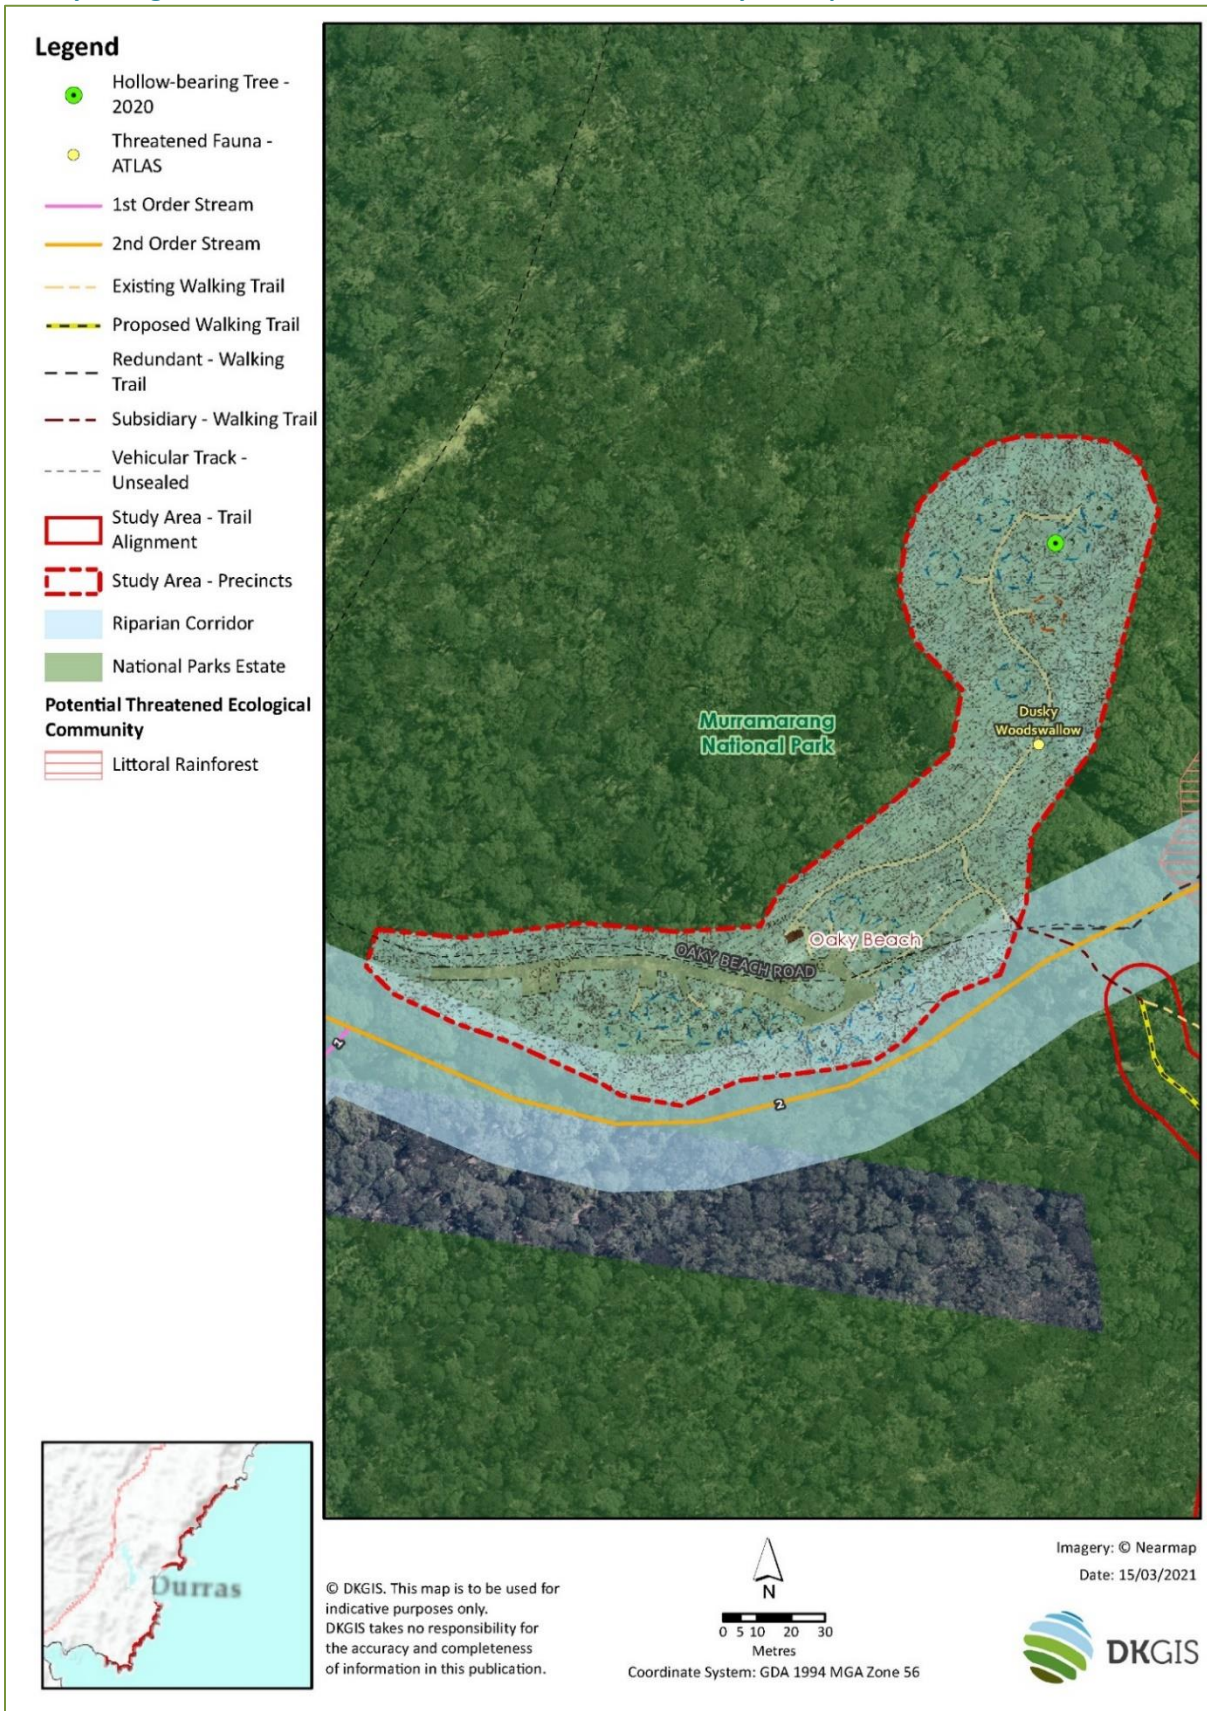 Legend
Hollow-bearing Tree -
2020
Threatened Fauna -
ATLAS
1st Order Stream
2nd Order Stream
Existing Walking Trail
Proposed Walking Trail
Redundant - Walking
Trail
Subsidiary - Walking Trail
Vehicular Track -
Unsealed
Study Area - Trail
Alignment
Study Area - Precincts
Riparian Corridor
National Parks Estate
Potential Threatened Ecological
Community
Littoral Rainforest
Murramarang
National Park
Dusky
Woodswallow
Oaky Beach
OAKY BEACH ROAD
1
2
Durras
© DKGIS. This map is to be used for
indicative purposes only.
DKGIS takes no responsibility for
the accuracy and completeness
of information in this publication.
N
0 5 10 20 30
Metres
Coordinate System: GDA 1994 MGA Zone 56
Imagery: © Nearmap
Date: 15/03/2021
DKGIS